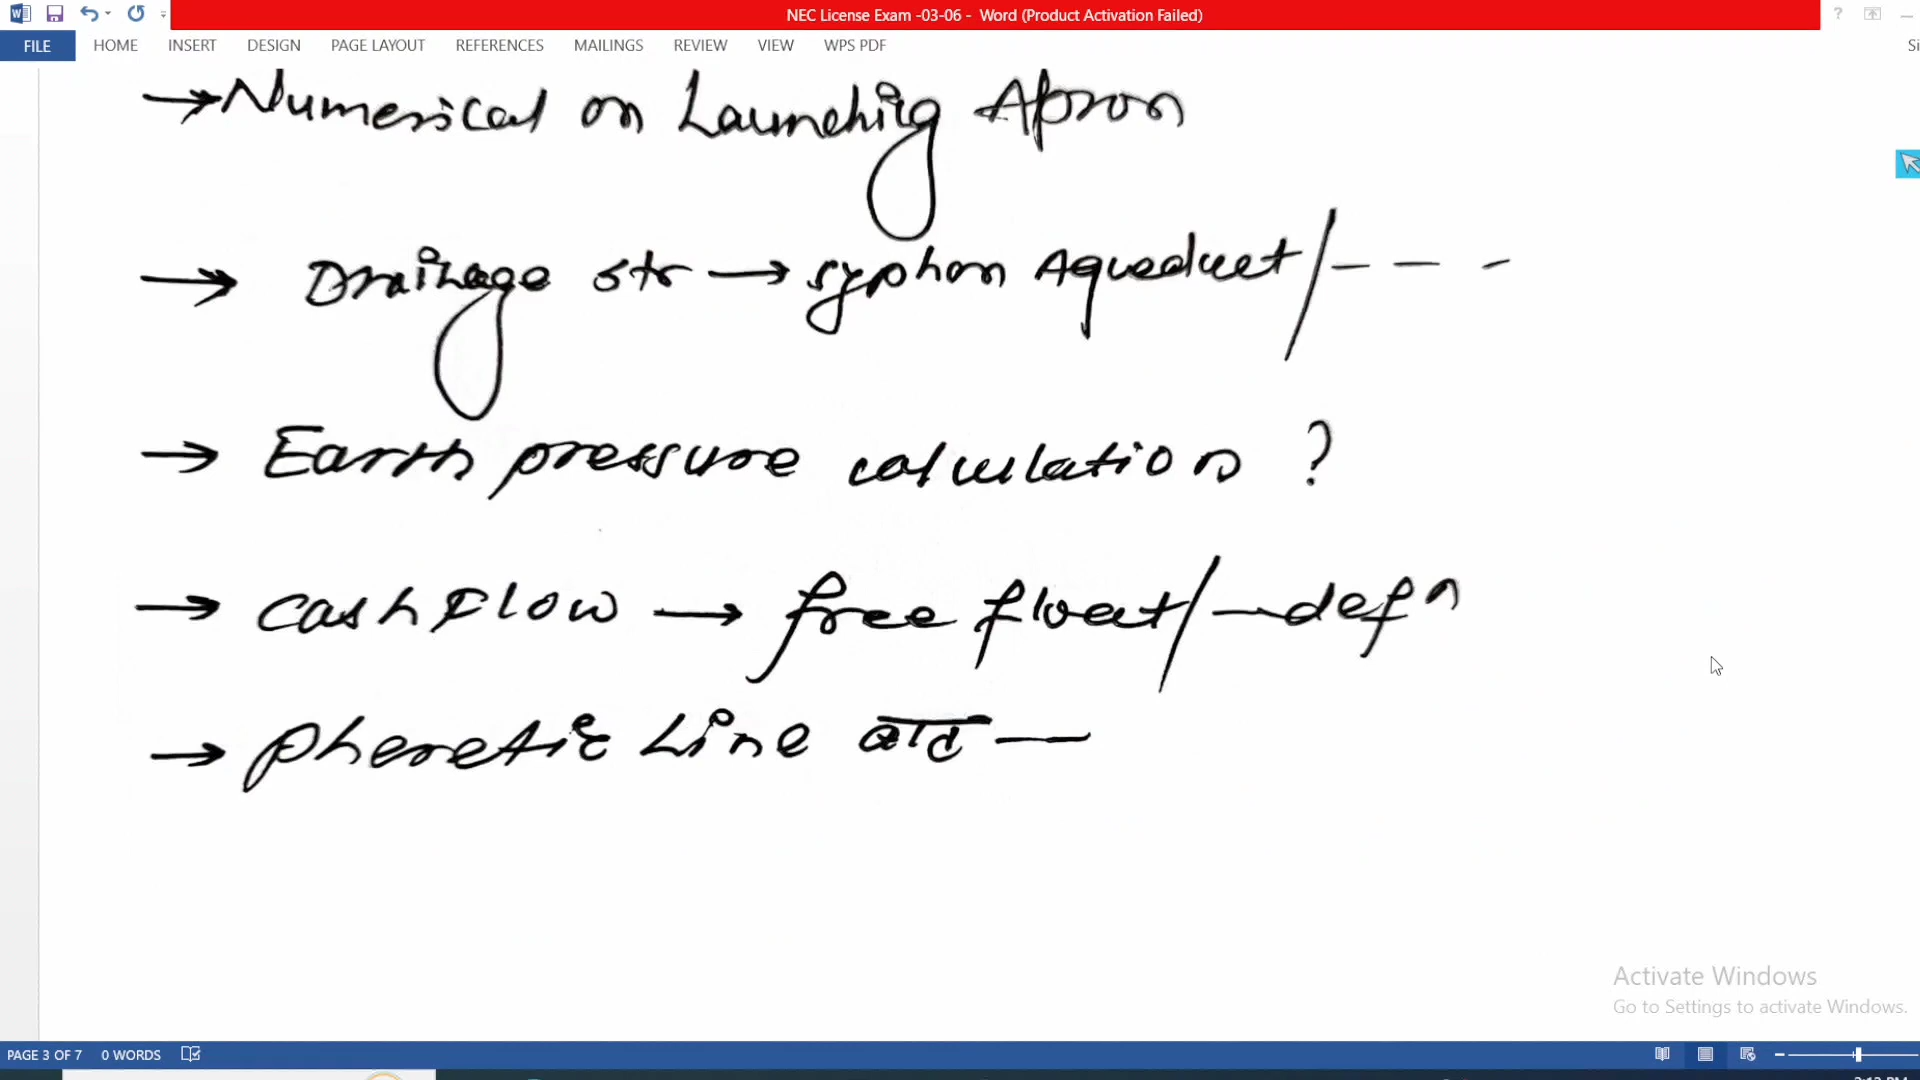 NEC License Exam -03-06 - Word (Product Activation Failed)
FILE HOME INSERT DESIGN PAGE LAYOUT REFERENCES MAILINGS REVIEW VIEW WPS PDF Si
→ Numerical on Launching Apron
→ Drainage str → syphon Aqueduct / - - -
→ Earth pressure calculation ?
→ cash Flow → free float / — defn
→ pheretic Line बाट —
Activate Windows
Go to Settings to activate Windows.
PAGE 3 OF 7 0 WORDS